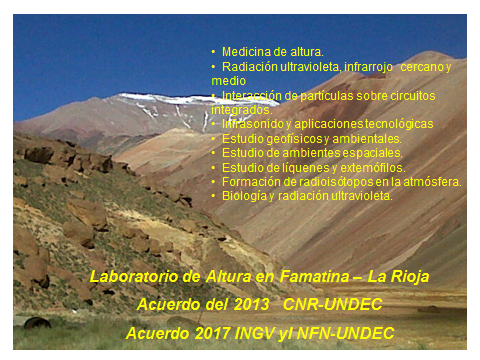 • Medicina de altura.
• Radiación ultravioleta, infrarrojo cercano y
medio
• Interacción de partículas sobre circuitos
integrados.
• Infrasonido y aplicaciones tecnológicas
• Estudio geofísicos y ambientales.
• Estudio de ambientes espaciales.
• Estudio de líquenes y extemófilos.
• Formación de radioisótopos en la atmósfera.
• Biología y radiación ultravioleta.
Laboratorio de Altura en Famatina – La Rioja
Acuerdo del 2013 CNR-UNDEC
Acuerdo 2017 INGV yI NFN-UNDEC